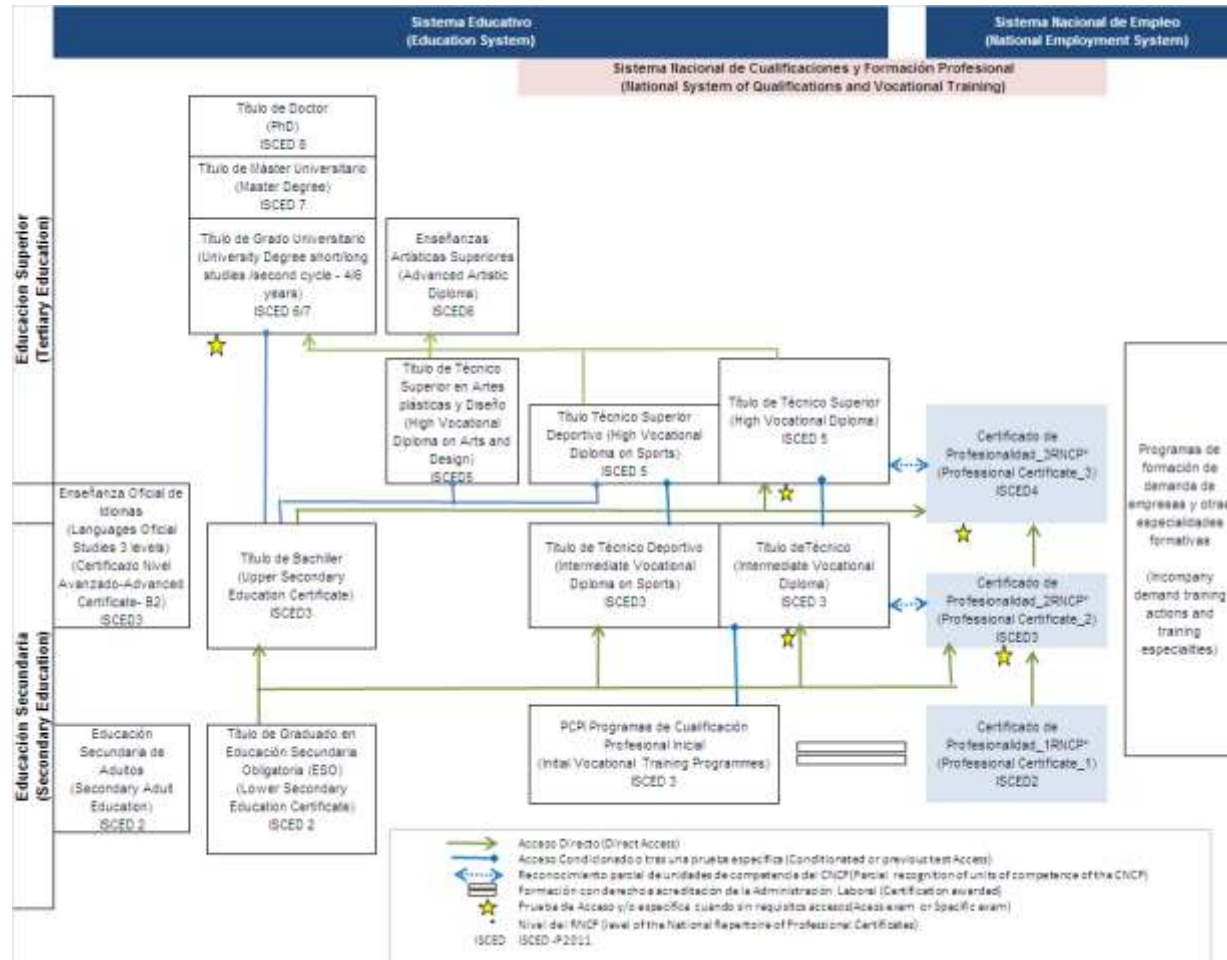 Sistema Educativo
(Education System)
Sistema Nacional de Empleo
(National Employment System)
Sistema Nacional de Cualificaciones y Formación Profesional
(National System of Qualifications and Vocational Training)
Educacion Superior
(Tertiary Education)
Título de Doctor
(PhD)
ISCED 8
Título de Máster Universitario
(Master Degree)
ISCED 7
Título de Grado Universitario
(University Degree short/long
studies /second cycle - 4/6
years)
ISCED 6/7
Enseñanzas
Artísticas Superiores
(Advanced Artistic
Diploma)
ISCED6
Título de Técnico
Superior en Artes
plásticas y Diseño
(High Vocational
Diploma on Arts and
Design)
ISCED5
Título Técnico Superior
Deportivo (High Vocational
Diploma on Sports)
ISCED 5
Título de Técnico Superior
(High Vocational Diploma)
ISCED 5
Certificado de
Profesionalidad_3RNCP*
(Professional Certificate_3)
ISCED4
Programas de
formación de
demanda de
empresas y otras
especialidades
formativas
(Incompany
demand training
actions and
training
especialties)
Educación Secundaria
(Secondary Education)
Enseñanza Oficial de
Idiomas
(Languages Oficial
Studies 3 levels)
(Certificado Nivel
Avanzado-Advanced
Certificate- B2)
ISCED3
Título de Bachiller
(Upper Secondary
Education Certificate)
ISCED3
Título de Técnico Deportivo
(Intermediate Vocational
Diploma on Sports)
ISCED3
Título deTécnico
(Intermediate Vocational
Diploma)
ISCED 3
Certificado de
Profesionalidad_2RNCP*
(Professional Certificate_2)
ISCED3
Educación
Secundaria de
Adultos
(Secondary Adult
Education)
ISCED 2
Título de Graduado en
Educación Secundaria
Obligatoria (ESO)
(Lower Secondary
Education Certificate)
ISCED 2
PCPI Programas de Cualificación
Profesional Inicial
(Initial Vocational Training Programmes)
ISCED 3
Certificado de
Profesionalidad_1RNCP*
(Professional Certificate_1)
ISCED2
Acceso Directo(Direct Access)
Acceso Condicionado o tras una prueba específica (Conditionated or previous test Access)
Reconocimiento parcial de unidades de competencia del CNCP(Parcial recognition of units of competence of the CNCP)
Formación con derecho a acreditación de la Administración Laboral (Certification awarded)
Prueba de Acceso y/o específica cuando sin requisitos accesos(Acess exam or Specific exam)
* Nivel del RNCP (level of the National Repertoire of Professional Certificates)
ISCED ISCED -P2011